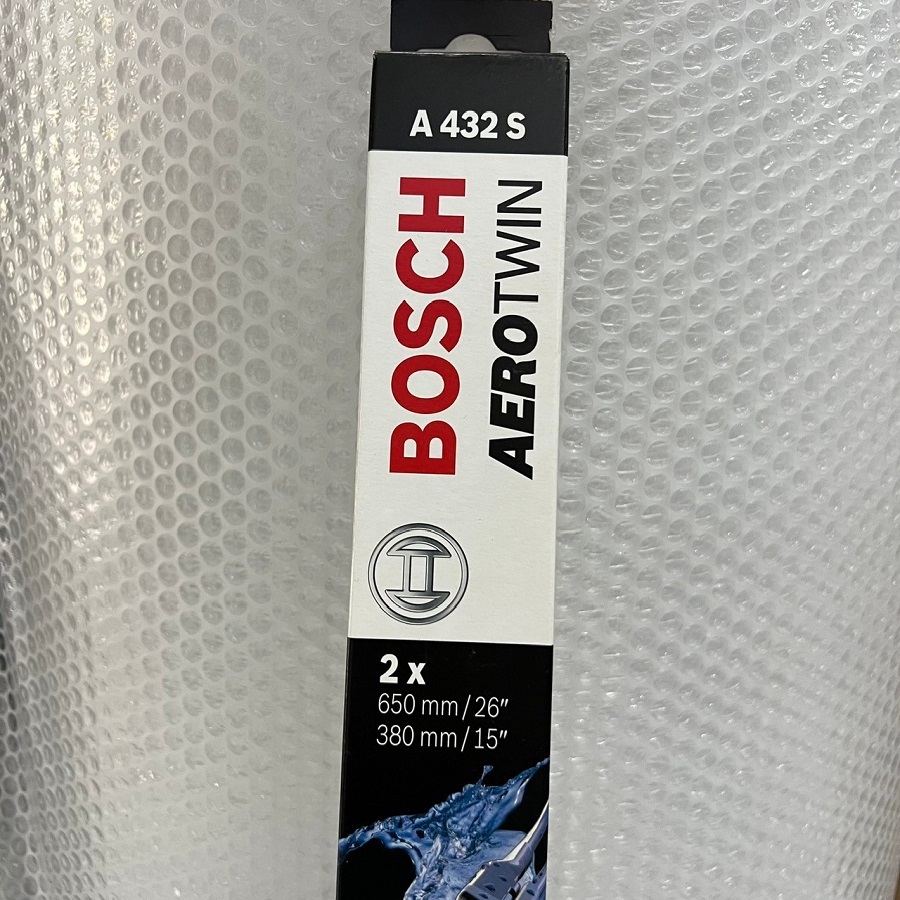 A 432 S
BOSCH
AEROTWIN
2 x
650 mm / 26"
380 mm / 15"